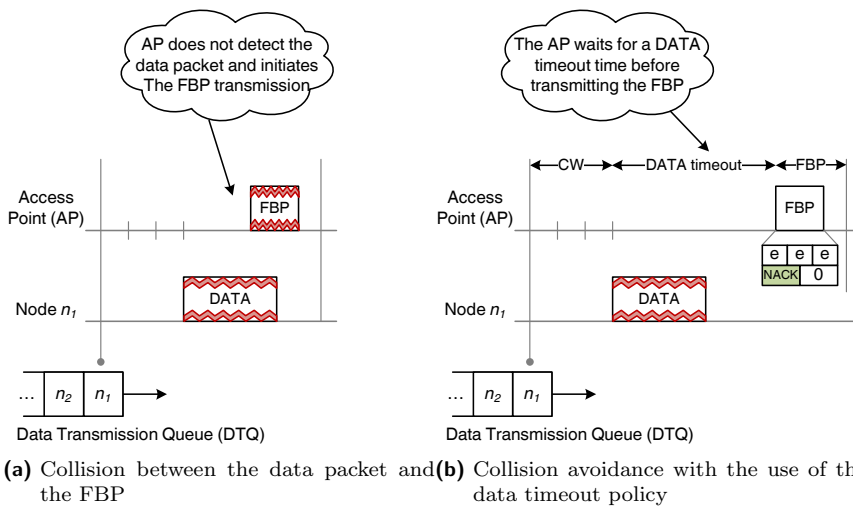 AP does not detect the
data packet and initiates
The FBP transmission
Access
Point (AP)
FBP
DATA
Node n1
... n2 n1
Data Transmission Queue (DTQ)
(a) Collision between the data packet and
the FBP
The AP waits for a DATA
timeout time before
transmitting the FBP
CW DATA timeout FBP
Access
Point (AP)
FBP
e e e
NACK 0
DATA
Node n1
... n2 n1
Data Transmission Queue (DTQ)
(b) Collision avoidance with the use of th
data timeout policy